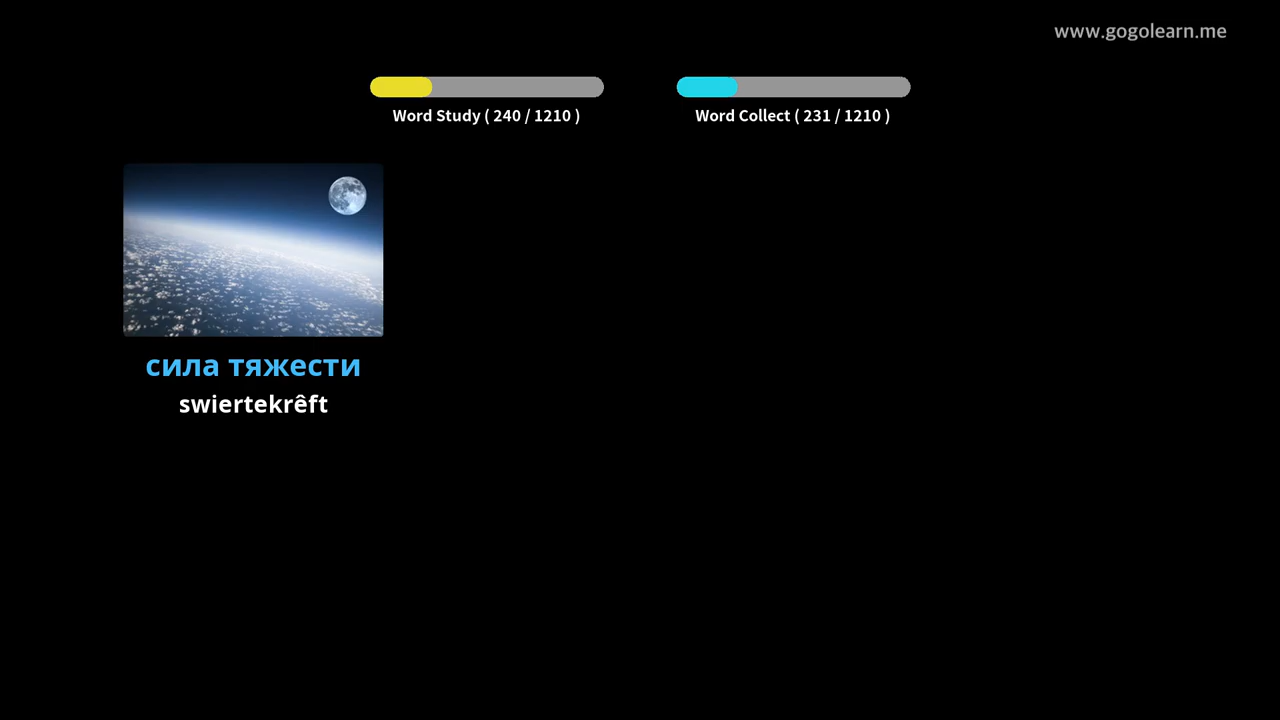 www.gogolearn.me
Word Study ( 240 / 1210 )
Word Collect ( 231 / 1210 )
сила тяжести
swiertekrêft